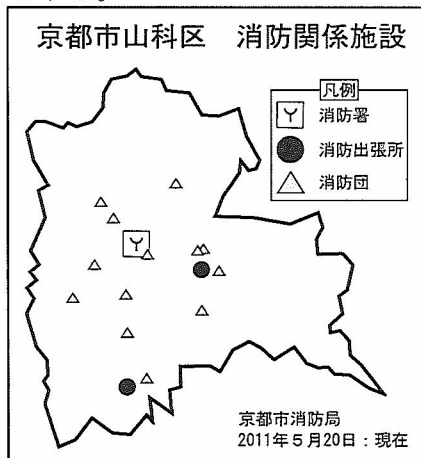 京都市山科区 消防関係施設
凡例
消防署
消防出張所
消防団
京都市消防局
2011年5月20日：現在